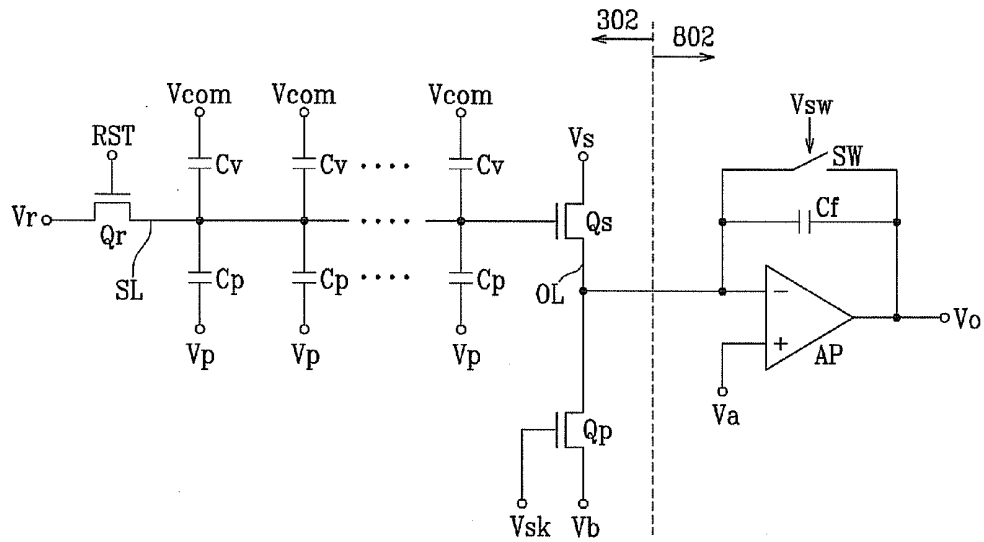 302
802
Vcom Vcom Vcom
Vsw
RST
Vs
Cv Cv Cv
SW
Vr
Cf
Qr
Qs
SL
Cp Cp Cp
OL
−
Vo
Vp Vp Vp
+
AP
Va
Qp
Vsk Vb